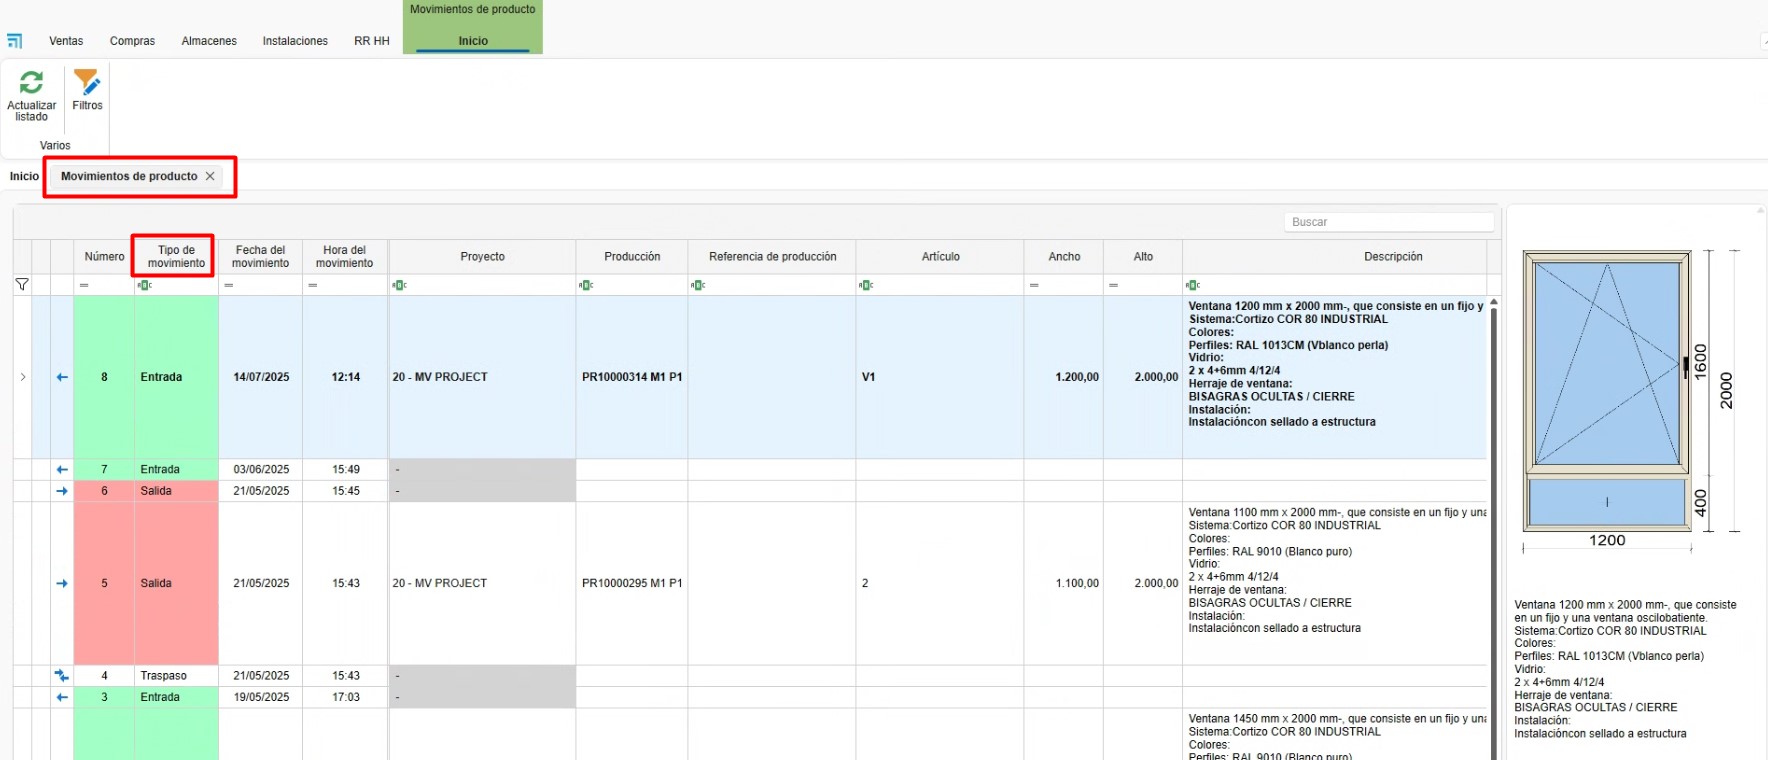 Movimientos de producto
Ventas Compras Almacenes Instalaciones RR HH Inicio
Actualizar listado Filtros
Varios
Inicio Movimientos de producto
Buscar
Número Tipo de movimiento Fecha del movimiento Hora del movimiento Proyecto Producción Referencia de producción Artículo Ancho Alto Descripción
= ABC = = ABC ABC ABC ABC = = ABC
8 Entrada 14/07/2025 12:14 20 - MV PROJECT PR10000314 M1 P1 V1 1.200,00 2.000,00
Ventana 1200 mm x 2000 mm-, que consiste en un fijo y
Sistema:Cortizo COR 80 INDUSTRIAL
Colores:
Perfiles: RAL 1013CM (Vblanco perla)
Vidrio:
2 x 4+6mm 4/12/4
Herraje de ventana:
BISAGRAS OCULTAS / CIERRE
Instalación:
Instalacióncon sellado a estructura
7 Entrada 03/06/2025 15:49 -
6 Salida 21/05/2025 15:45 -
5 Salida 21/05/2025 15:43 20 - MV PROJECT PR10000295 M1 P1 2 1.100,00 2.000,00
Ventana 1100 mm x 2000 mm-, que consiste en un fijo y una
Sistema:Cortizo COR 80 INDUSTRIAL
Colores:
Perfiles: RAL 9010 (Blanco puro)
Vidrio:
2 x 4+6mm 4/12/4
Herraje de ventana:
BISAGRAS OCULTAS / CIERRE
Instalación:
Instalacióncon sellado a estructura
4 Traspaso 21/05/2025 15:43 -
3 Entrada 19/05/2025 17:03 -
Ventana 1450 mm x 2000 mm-, que consiste en un fijo y una
Sistema:Cortizo COR 80 INDUSTRIAL
Colores:
Perfiles: RAL 9010 (Blanco puro)
1600
2000
400
1200
Ventana 1200 mm x 2000 mm-, que consiste
en un fijo y una ventana oscilobatiente.
Sistema:Cortizo COR 80 INDUSTRIAL
Colores:
Perfiles: RAL 1013CM (Vblanco perla)
Vidrio:
2 x 4+6mm 4/12/4
Herraje de ventana:
BISAGRAS OCULTAS / CIERRE
Instalación:
Instalacióncon sellado a estructura